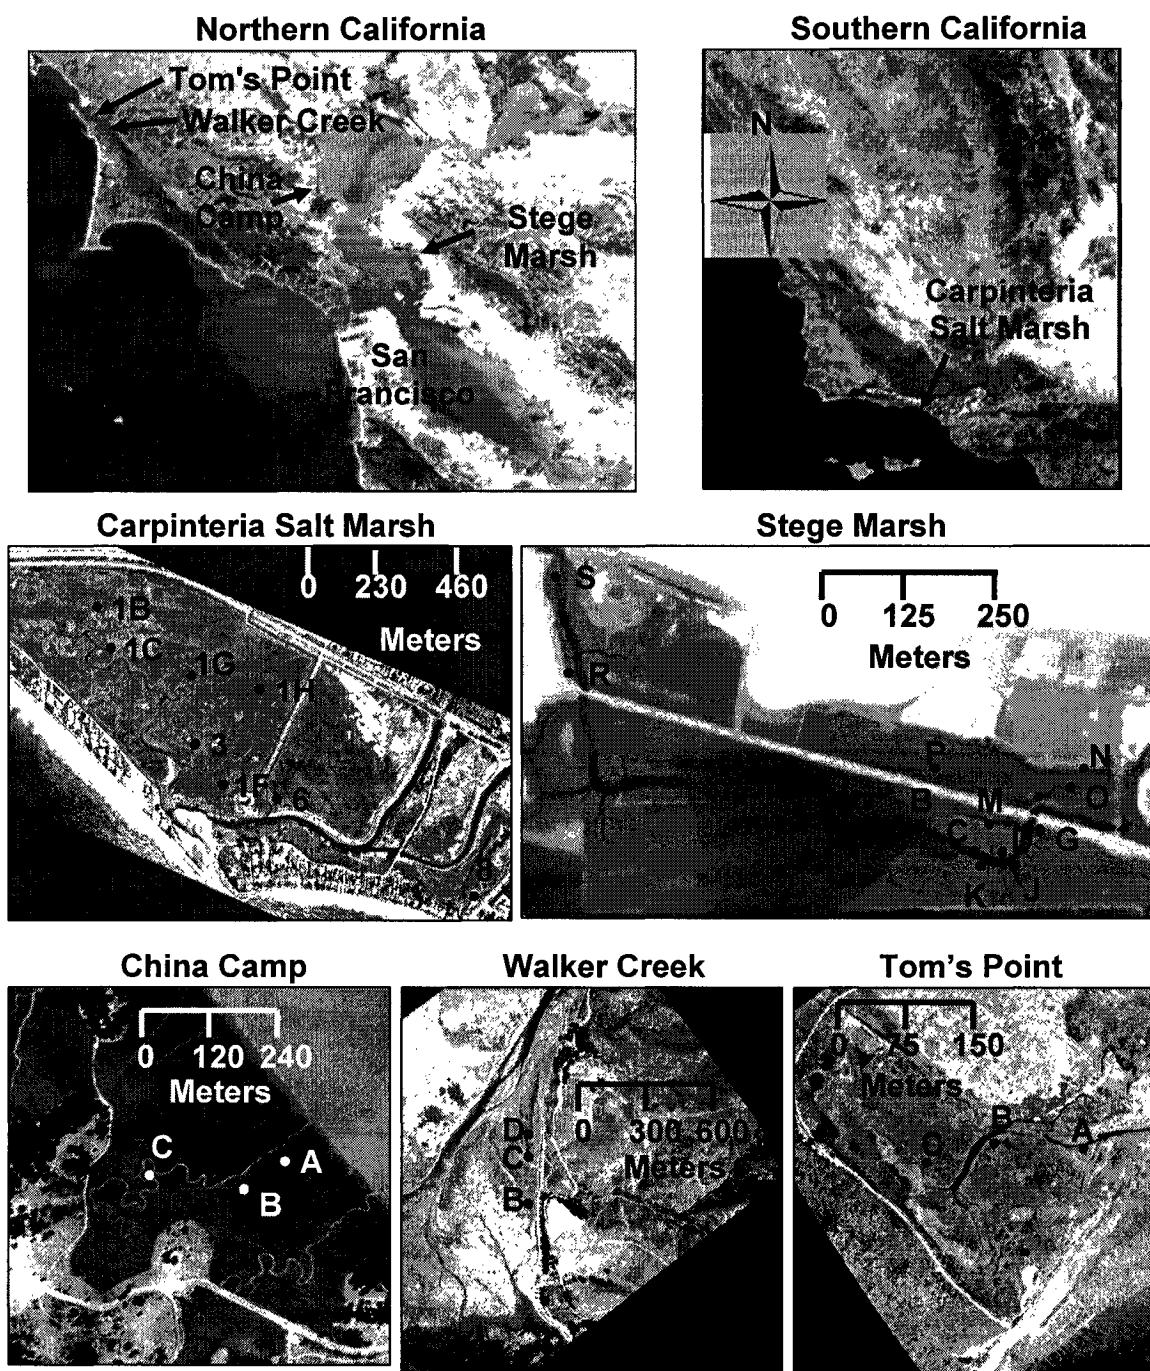 Northern California
Southern California
Tom's Point
Walker Creek
China
Camp
Stege
Marsh
San
Francisco
N
Carpinteria
Salt Marsh
Carpinteria Salt Marsh
Stege Marsh
0 230 460
Meters
1B
1C
1G
1H
3
1F
6
8
0 125 250
Meters
S
R
P
N
B
M
O
C
G
K
J
China Camp
Walker Creek
Tom's Point
0 120 240
Meters
C
A
B
0 300 600
Meters
D
C
B
0 75 150
Meters
B
A
C